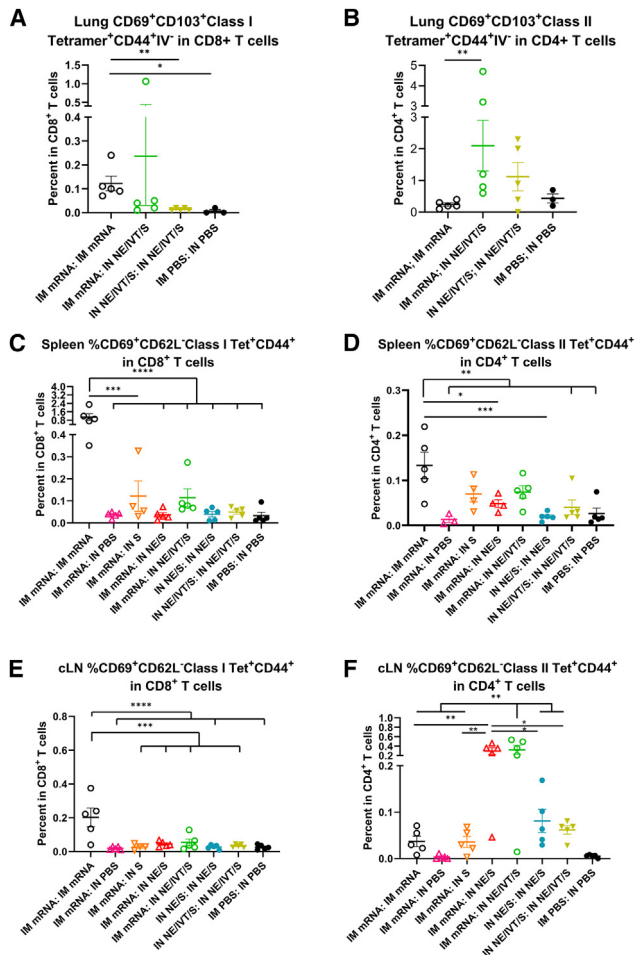 A
Lung CD69⁺CD103⁺Class I
Tetramer⁺CD44⁺IV⁻ in CD8+ T cells
Percent in CD8⁺ T cells
1.5
1.0
0.5
0.2
0.1
0.0
**
*
IM mRNA: IM mRNA
IM mRNA: IN NE/IVT/S
IN NE/IVT/S: IN NE/IVT/S
IM PBS: IN PBS
B
Lung CD69⁺CD103⁺Class II
Tetramer⁺CD44⁺IV⁻ in CD4+ T cells
Percent in CD4⁺ T cells
5
4
3
2
1
0
**
IM mRNA; IM mRNA
IM mRNA; IN NE/IVT/S
IN NE/IVT/S; IN NE/IVT/S
IM PBS; IN PBS
C
Spleen %CD69⁺CD62L⁻Class I Tet⁺CD44⁺
in CD8⁺ T cells
Percent in CD8⁺ T cells
4.0
3.2
2.4
1.6
0.8
0.4
0.3
0.2
0.1
0.0
****
***
IM mRNA: IM mRNA
IM mRNA: IN PBS
IM mRNA: IN S
IM mRNA: IN NE/S
IM mRNA: IN NE/IVT/S
IN NE/S: IN NE/S
IN NE/IVT/S: IN NE/IVT/S
IM PBS: IN PBS
D
Spleen %CD69⁺CD62L⁻Class II Tet⁺CD44⁺
in CD4⁺ T cells
Percent in CD4⁺ T cells
0.3
0.2
0.1
0.0
**
*
***
IM mRNA: IM mRNA
IM mRNA: IN PBS
IM mRNA: IN S
IM mRNA: IN NE/S
IM mRNA: IN NE/IVT/S
IN NE/S: IN NE/S
IN NE/IVT/S: IN NE/IVT/S
IM PBS: IN PBS
E
cLN %CD69⁺CD62L⁻Class I Tet⁺CD44⁺
in CD8⁺ T cells
Percent in CD8⁺ T cells
0.8
0.6
0.4
0.2
0.0
****
***
IM mRNA: IM mRNA
IM mRNA: IN PBS
IM mRNA: IN S
IM mRNA: IN NE/S
IM mRNA: IN NE/IVT/S
IN NE/S: IN NE/S
IN NE/IVT/S: IN NE/IVT/S
IM PBS: IN PBS
F
cLN %CD69⁺CD62L⁻Class II Tet⁺CD44⁺
in CD4⁺ T cells
Percent in CD4⁺ T cells
1.0
0.8
0.6
0.4
0.2
0.1
0.0
**
**
*
**
*
IM mRNA: IM mRNA
IM mRNA: IN PBS
IM mRNA: IN S
IM mRNA: IN NE/S
IM mRNA: IN NE/IVT/S
IN NE/S: IN NE/S
IN NE/IVT/S: IN NE/IVT/S
IM PBS: IN PBS